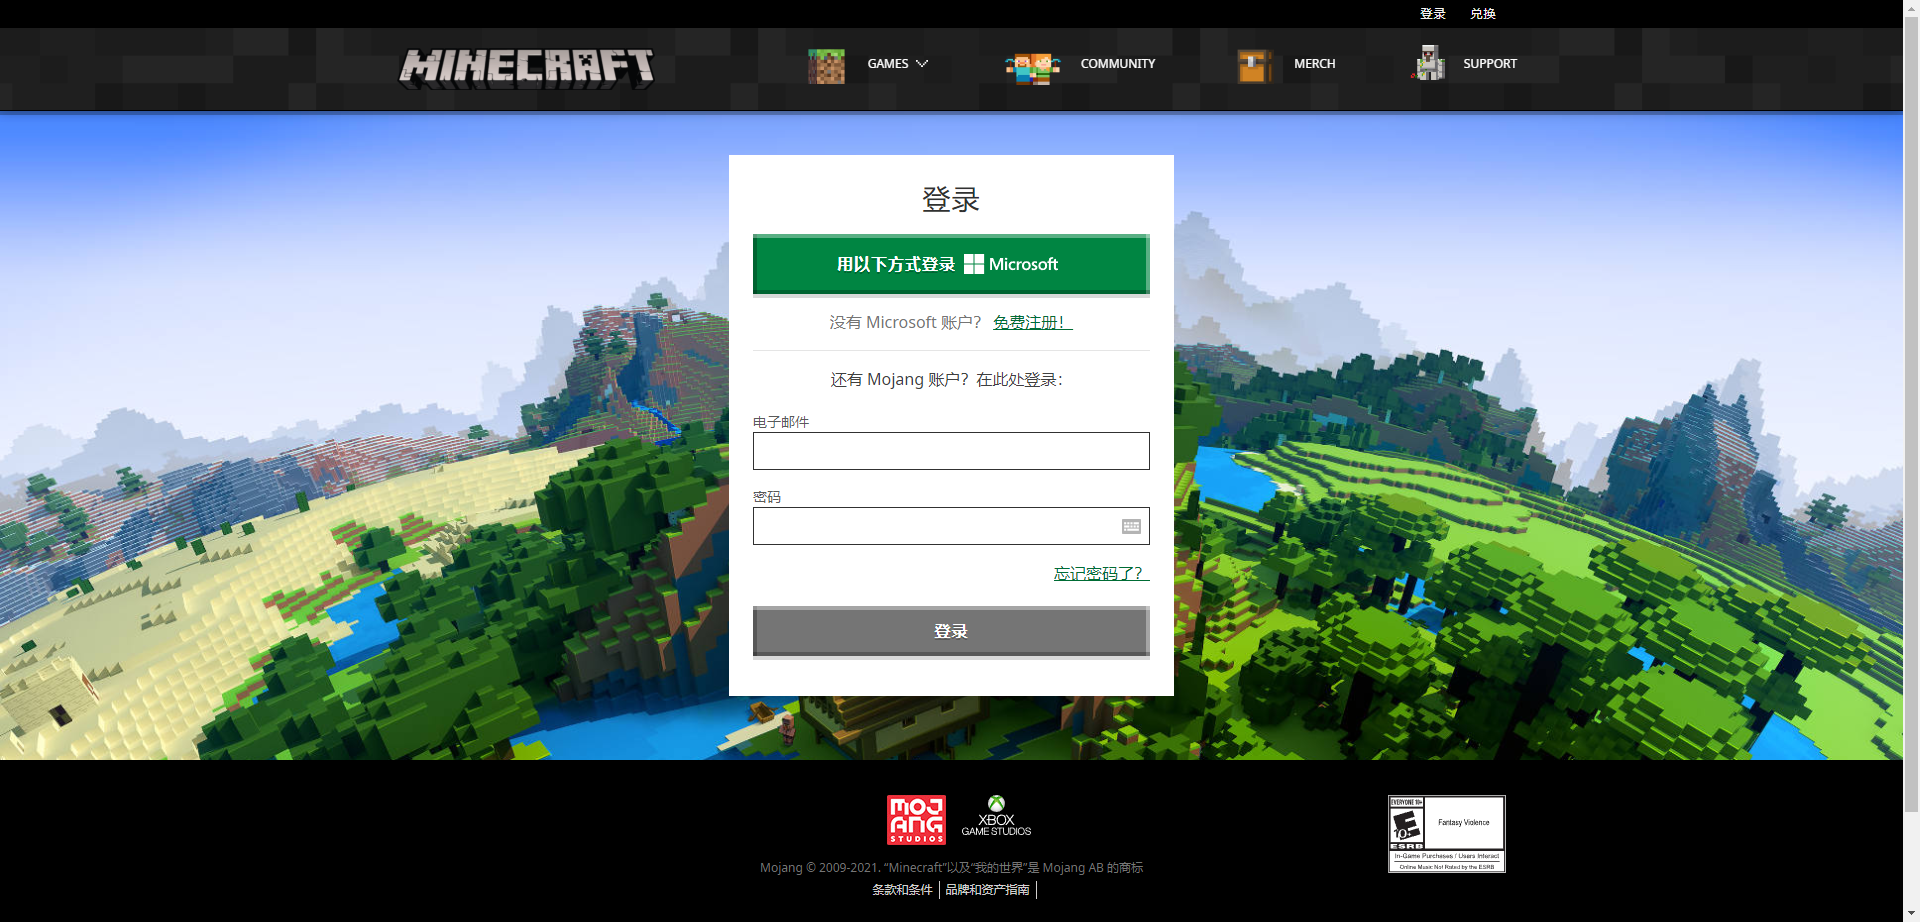 登录 兑换
MINECRAFT GAMES COMMUNITY MERCH SUPPORT
登录
用以下方式登录 Microsoft
没有 Microsoft 账户？ 免费注册！
还有 Mojang 账户？在此处登录：
电子邮件
密码
忘记密码了？
登录
MOJANG STUDIOS
XBOX
GAME STUDIOS
EVERYONE 10+
E 10+
ESRB
Fantasy Violence
In-Game Purchases / Users Interact
Online Music Not Rated by the ESRB
Mojang © 2009-2021. “Minecraft”以及“我的世界”是 Mojang AB 的商标
条款和条件 品牌和资产指南